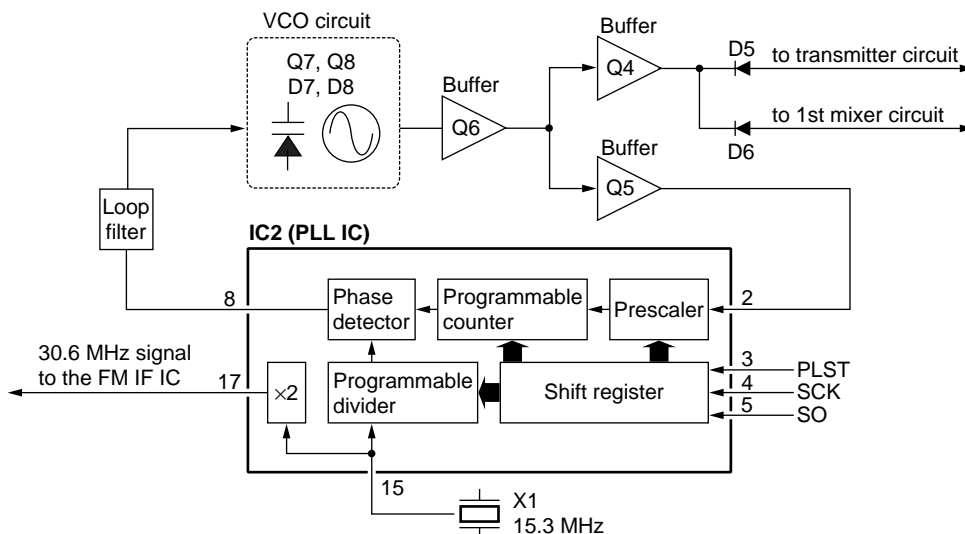 VCO circuit
Q7, Q8
D7, D8
Buffer
Q6
Buffer
Q4
D5
to transmitter circuit
to 1st mixer circuit
D6
Buffer
Q5
Loop
filter
IC2 (PLL IC)
8
Phase
detector
Programmable
counter
Prescaler
2
30.6 MHz signal
to the FM IF IC
17
×2
Programmable
divider
Shift register
3
PLST
4
SCK
5
SO
15
X1
15.3 MHz